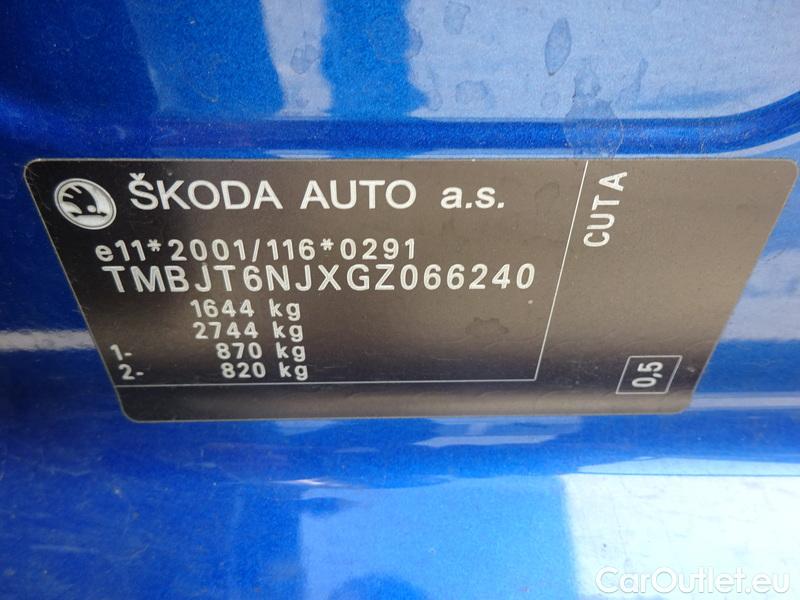 ŠKODA AUTO a.s.
e11*2001/116*0291
TMBJT6NJXGZ066240
1644 kg
2744 kg
1- 870 kg
2- 820 kg
CUTA
0,5
CarOutlet.eu